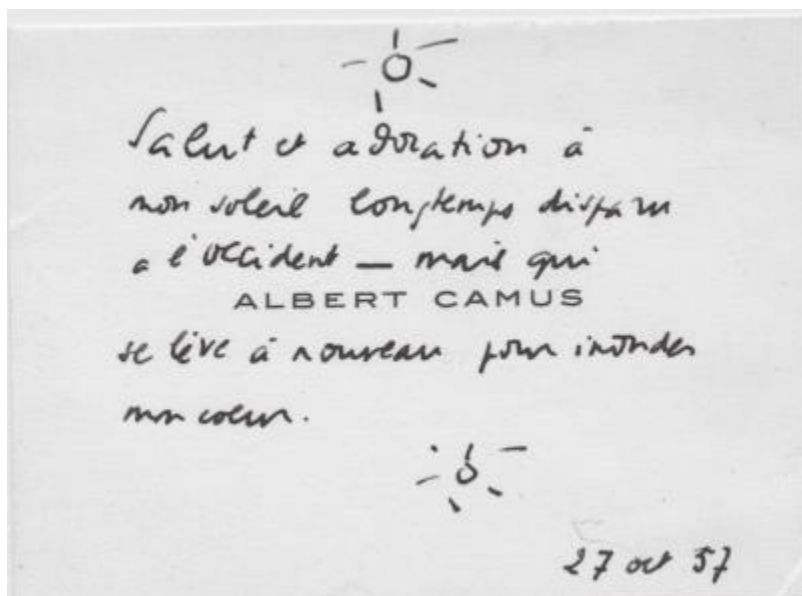 Salut et adoration à
mon soleil longtemps disparu
a l'occident — mais qui
ALBERT CAMUS
se lève à nouveau pour inonder
mon coeur.
27 oct 57